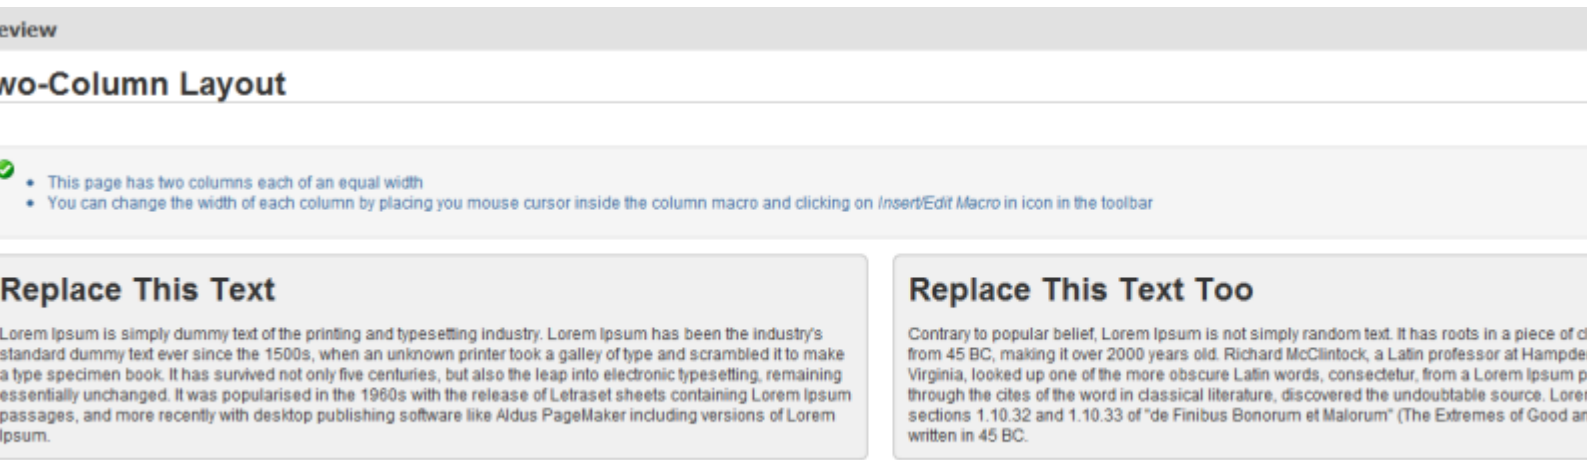 eview
wo-Column Layout
This page has two columns each of an equal width
You can change the width of each column by placing you mouse cursor inside the column macro and clicking on Insert/Edit Macro in icon in the toolbar
Replace This Text
Lorem Ipsum is simply dummy text of the printing and typesetting industry. Lorem Ipsum has been the industry's
standard dummy text ever since the 1500s, when an unknown printer took a galley of type and scrambled it to make
a type specimen book. It has survived not only five centuries, but also the leap into electronic typesetting, remaining
essentially unchanged. It was popularised in the 1960s with the release of Letraset sheets containing Lorem Ipsum
passages, and more recently with desktop publishing software like Aldus PageMaker including versions of Lorem
Ipsum.
Replace This Text Too
Contrary to popular belief, Lorem Ipsum is not simply random text. It has roots in a piece of cl
from 45 BC, making it over 2000 years old. Richard McClintock, a Latin professor at Hampde
Virginia, looked up one of the more obscure Latin words, consectetur, from a Lorem Ipsum p
through the cites of the word in classical literature, discovered the undoubtable source. Lorer
sections 1.10.32 and 1.10.33 of "de Finibus Bonorum et Malorum" (The Extremes of Good an
written in 45 BC.